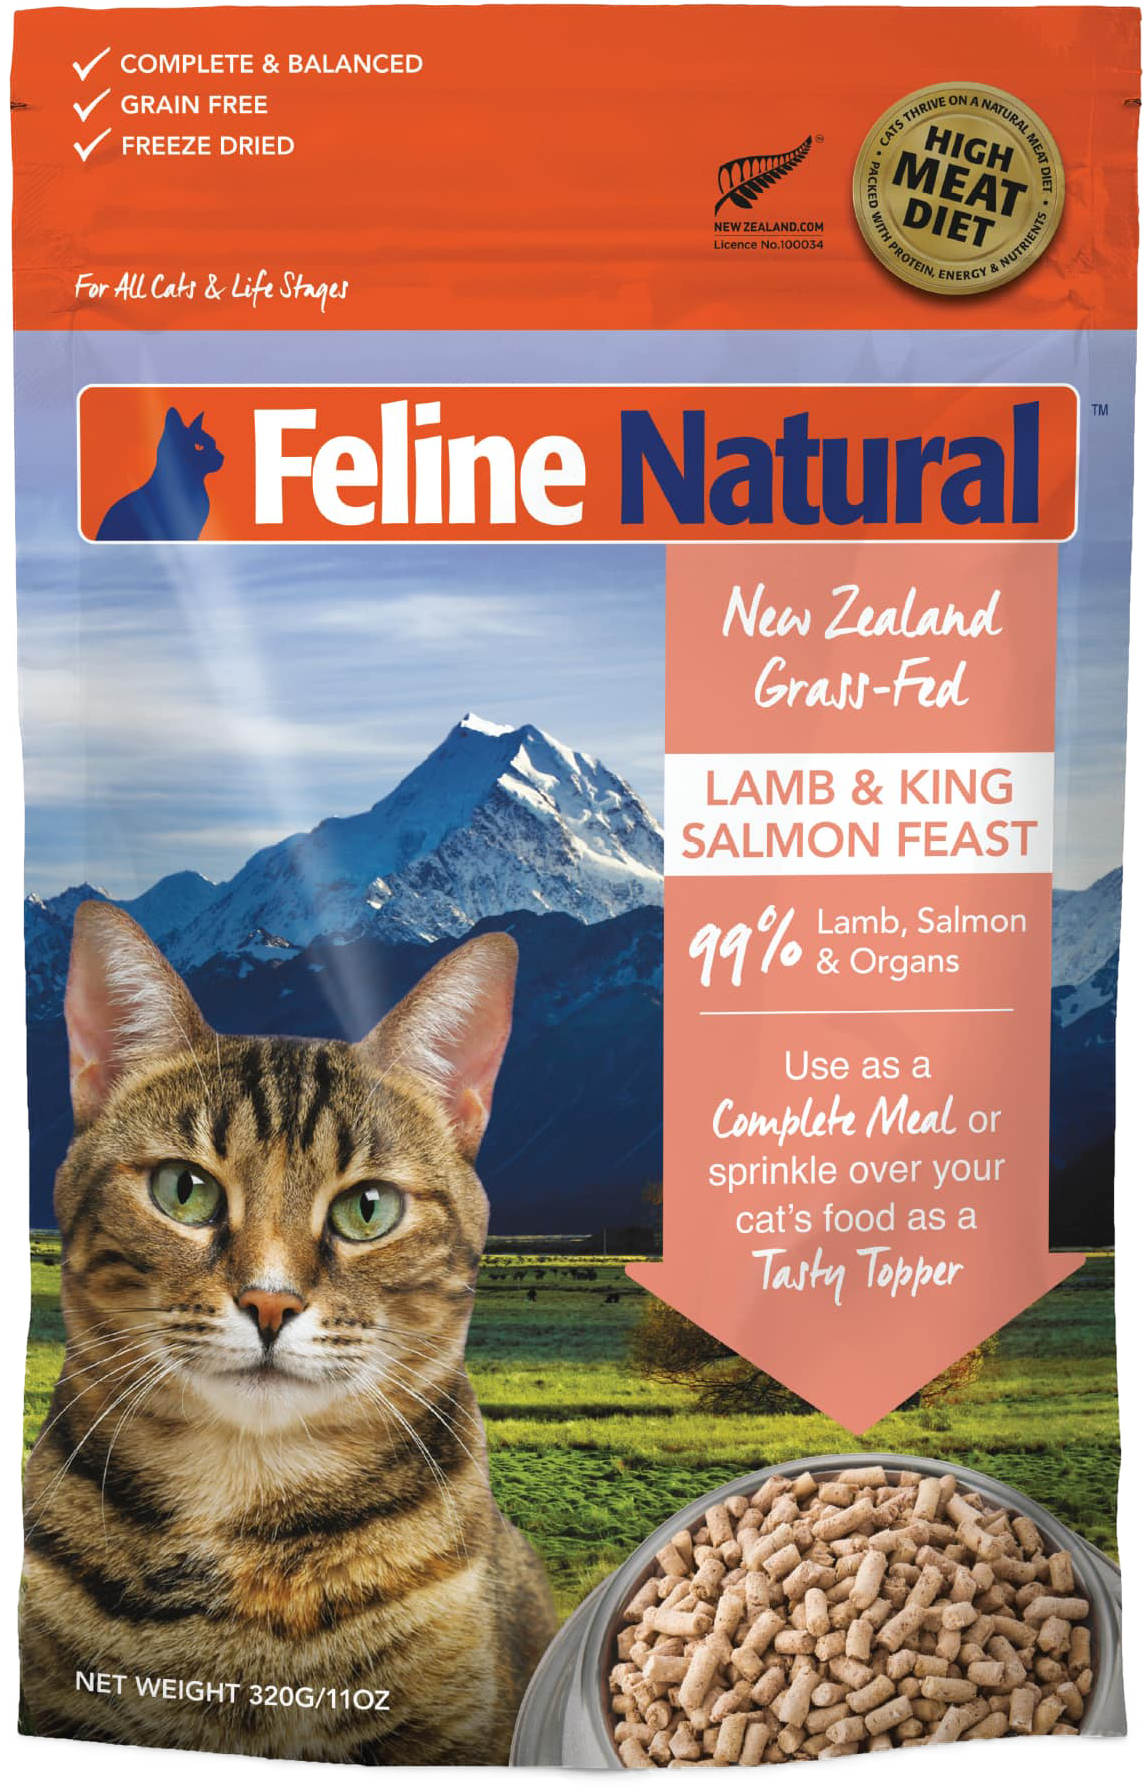 COMPLETE & BALANCED
GRAIN FREE
FREEZE DRIED
For All Cats & Life Stages
NEWZEALAND.COM
Licence No.100034
CATS THRIVE ON A NATURAL MEAT DIET
HIGH
MEAT
DIET
PACKED WITH PROTEIN, ENERGY & NUTRIENTS
Feline Natural
TM
New Zealand
Grass-Fed
LAMB & KING
SALMON FEAST
99% Lamb, Salmon
& Organs
Use as a
Complete Meal or
sprinkle over your
cat's food as a
Tasty Topper
NET WEIGHT 320G/11OZ